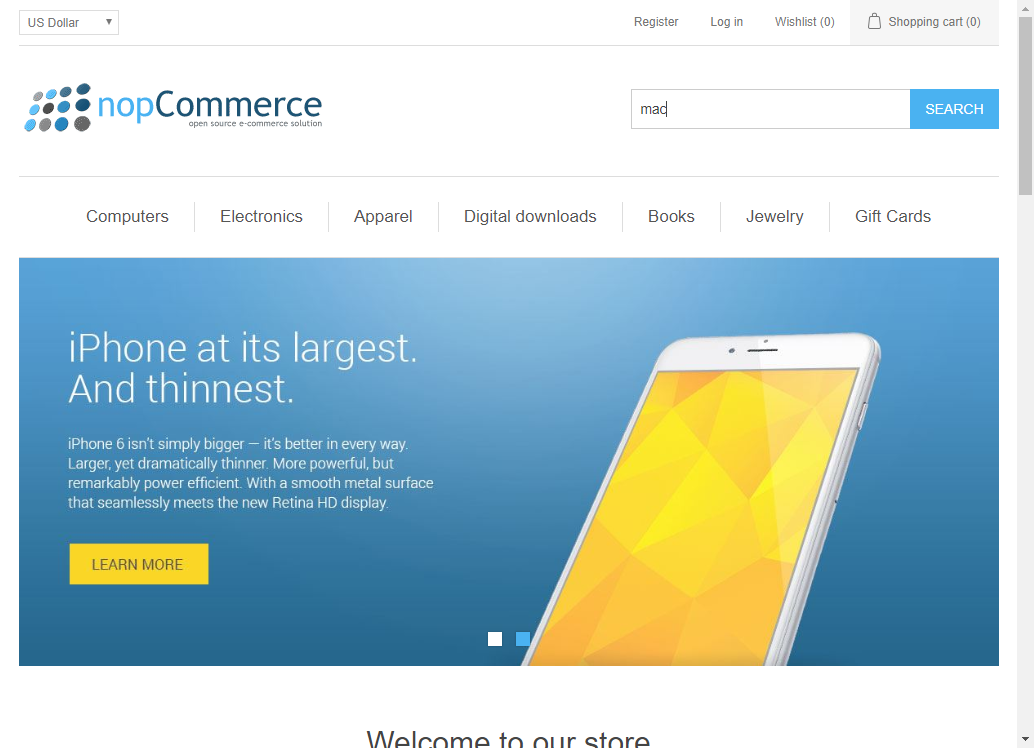 US Dollar
Register
Log in
Wishlist (0)
Shopping cart (0)
nopCommerce
open source e-commerce solution
mac
SEARCH
Computers
Electronics
Apparel
Digital downloads
Books
Jewelry
Gift Cards
iPhone at its largest.
And thinnest.
iPhone 6 isn't simply bigger – it's better in every way.
Larger, yet dramatically thinner. More powerful, but
remarkably power efficient. With a smooth metal surface
that seamlessly meets the new Retina HD display.
LEARN MORE
Welcome to our store